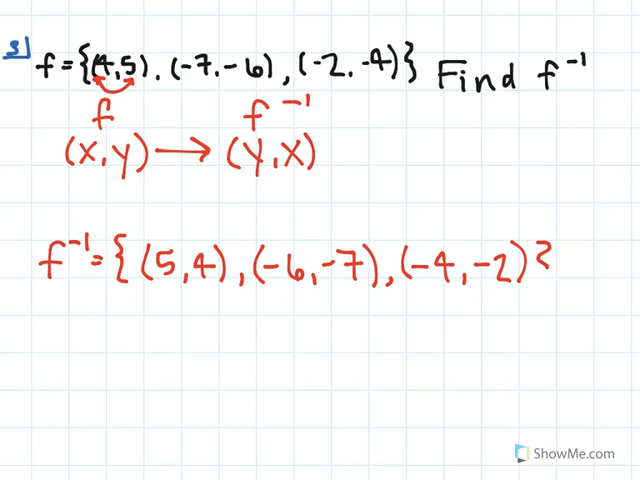 3] f = {(4,5), (-7,-6), (-2,-4)} Find f⁻¹
f f⁻¹
(x,y) → (y,x)
f⁻¹ = {(5,4), (-6,-7), (-4,-2)}
ShowMe.com